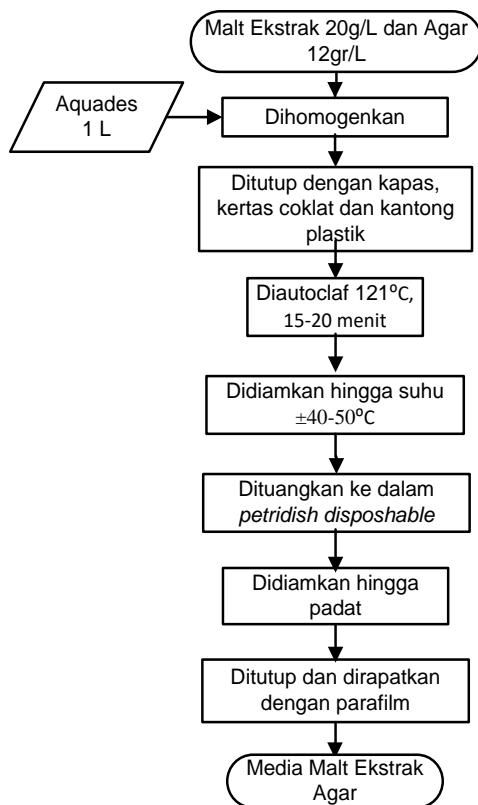 Malt Ekstrak 20g/L dan Agar
12gr/L
Aquades
1 L
Dihomogenkan
Ditutup dengan kapas,
kertas coklat dan kantong
plastik
Diautoclaf 121⁰C,
15-20 menit
Didiamkan hingga suhu
±40-50⁰C
Dituangkan ke dalam
petridish disposhable
Didiamkan hingga
padat
Ditutup dan dirapatkan
dengan parafilm
Media Malt Ekstrak
Agar